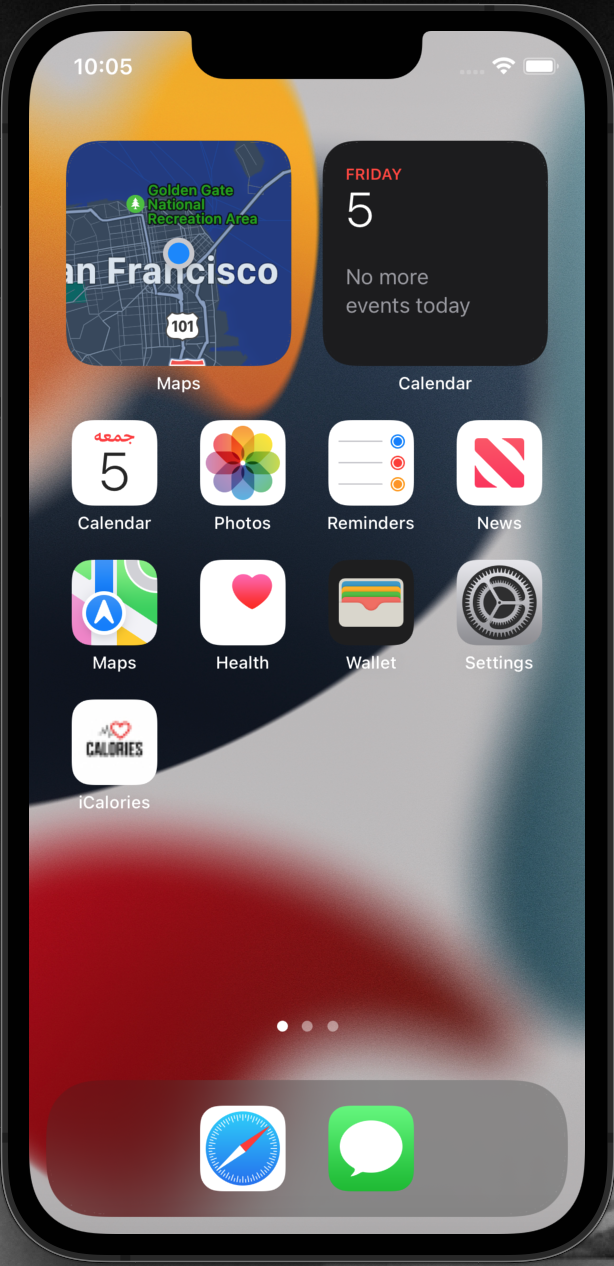 10:05
Golden Gate
National
Recreation Area
an Francisco
101
FRIDAY
5
No more
events today
Maps
Calendar
جمعه
5
Calendar
Photos
Reminders
News
Maps
Health
Wallet
Settings
CALORIES
iCalories